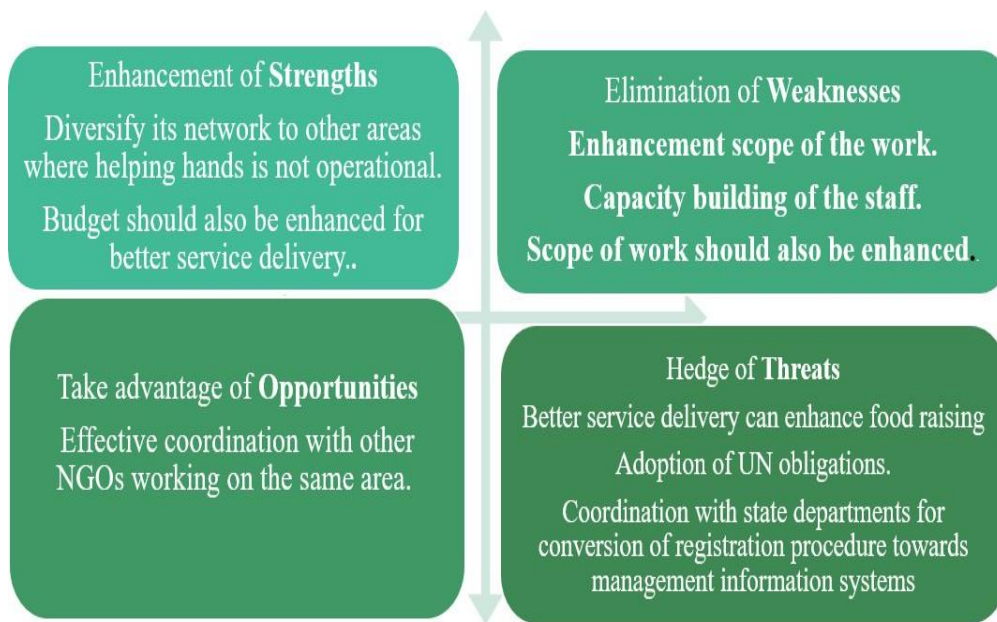 Enhancement of Strengths
Diversify its network to other areas
where helping hands is not operational.
Budget should also be enhanced for
better service delivery..
Elimination of Weaknesses
Enhancement scope of the work.
Capacity building of the staff.
Scope of work should also be enhanced.
Take advantage of Opportunities
Effective coordination with other
NGOs working on the same area.
Hedge of Threats
Better service delivery can enhance food raising
Adoption of UN obligations.
Coordination with state departments for
conversion of registration procedure towards
management information systems